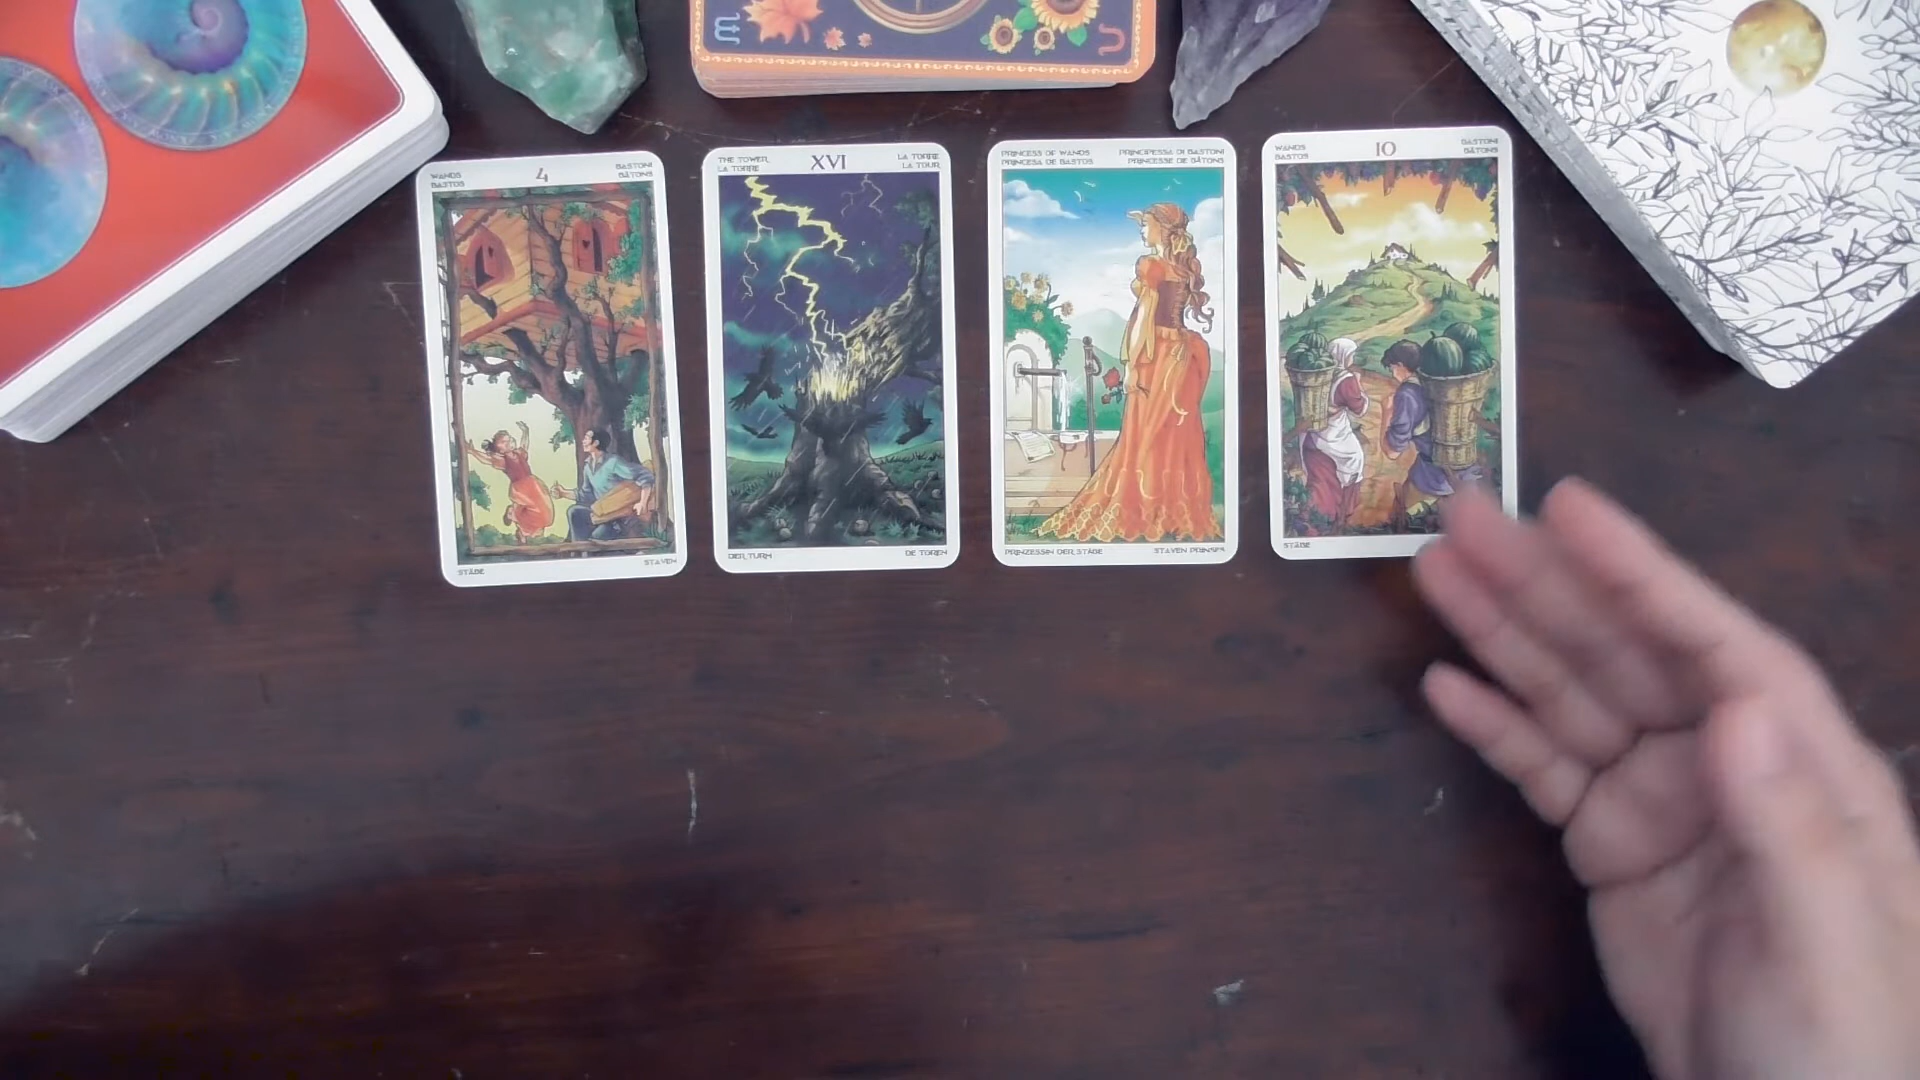 WANDS
BASTOS
4
BASTONI
BÂTONS
STÄBE
STAVEN
THE TOWER
LA TORRE
XVI
LA TORRE
LA TOUR
DER TURM
DE TOREN
PRINCESS OF WANDS
PRINCESA DE BASTOS
PRINCIPESSA DI BASTONI
PRINCESSE DE BÂTONS
PRINZESSIN DER STÄBE
STAVEN PRINSES
WANDS
BASTOS
10
BASTONI
BÂTONS
STÄBE